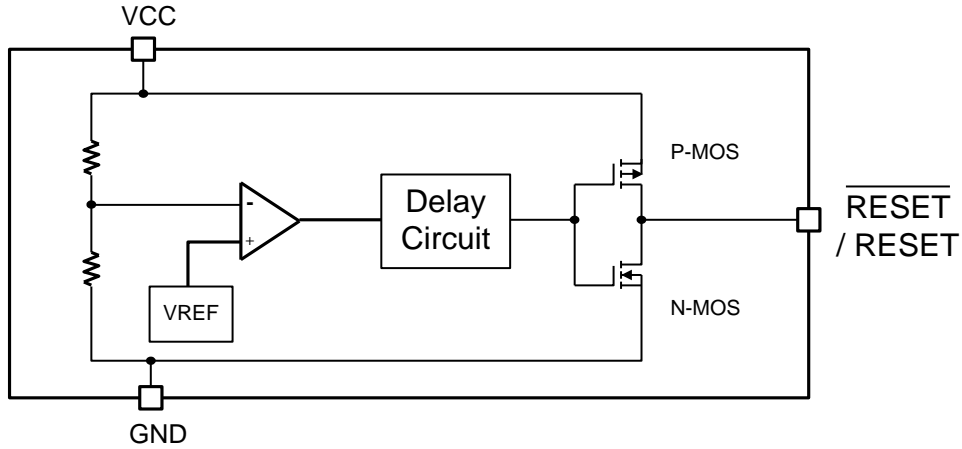 VCC
P-MOS
-
Delay
Circuit
RESET
/ RESET
+
VREF
N-MOS
GND